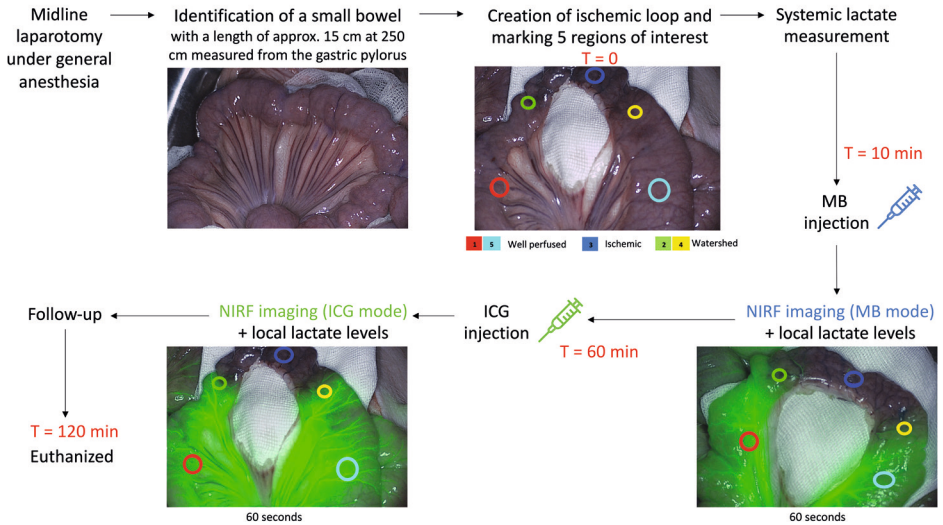 Midline
laparotomy
under general
anesthesia
Identification of a small bowel
with a length of approx. 15 cm at 250
cm measured from the gastric pylorus
Creation of ischemic loop and
marking 5 regions of interest
T = 0
Systemic lactate
measurement
T = 10 min
MB
injection
1 5 Well perfused 3 Ischemic 2 4 Watershed
NIRF imaging (MB mode)
+ local lactate levels
60 seconds
ICG
injection
T = 60 min
NIRF imaging (ICG mode)
+ local lactate levels
60 seconds
Follow-up
T = 120 min
Euthanized